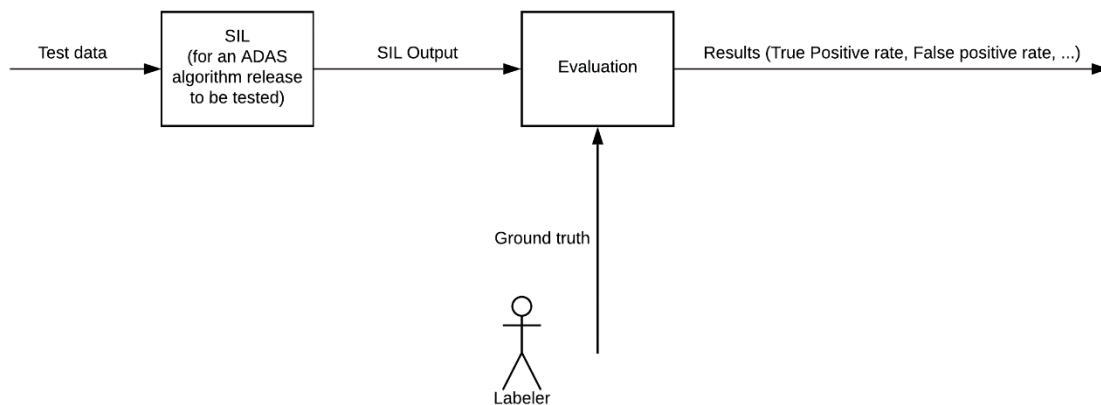 Test data
SIL
(for an ADAS
algorithm release
to be tested)
SIL Output
Evaluation
Results (True Positive rate, False positive rate, ...)
Ground truth
Labeler